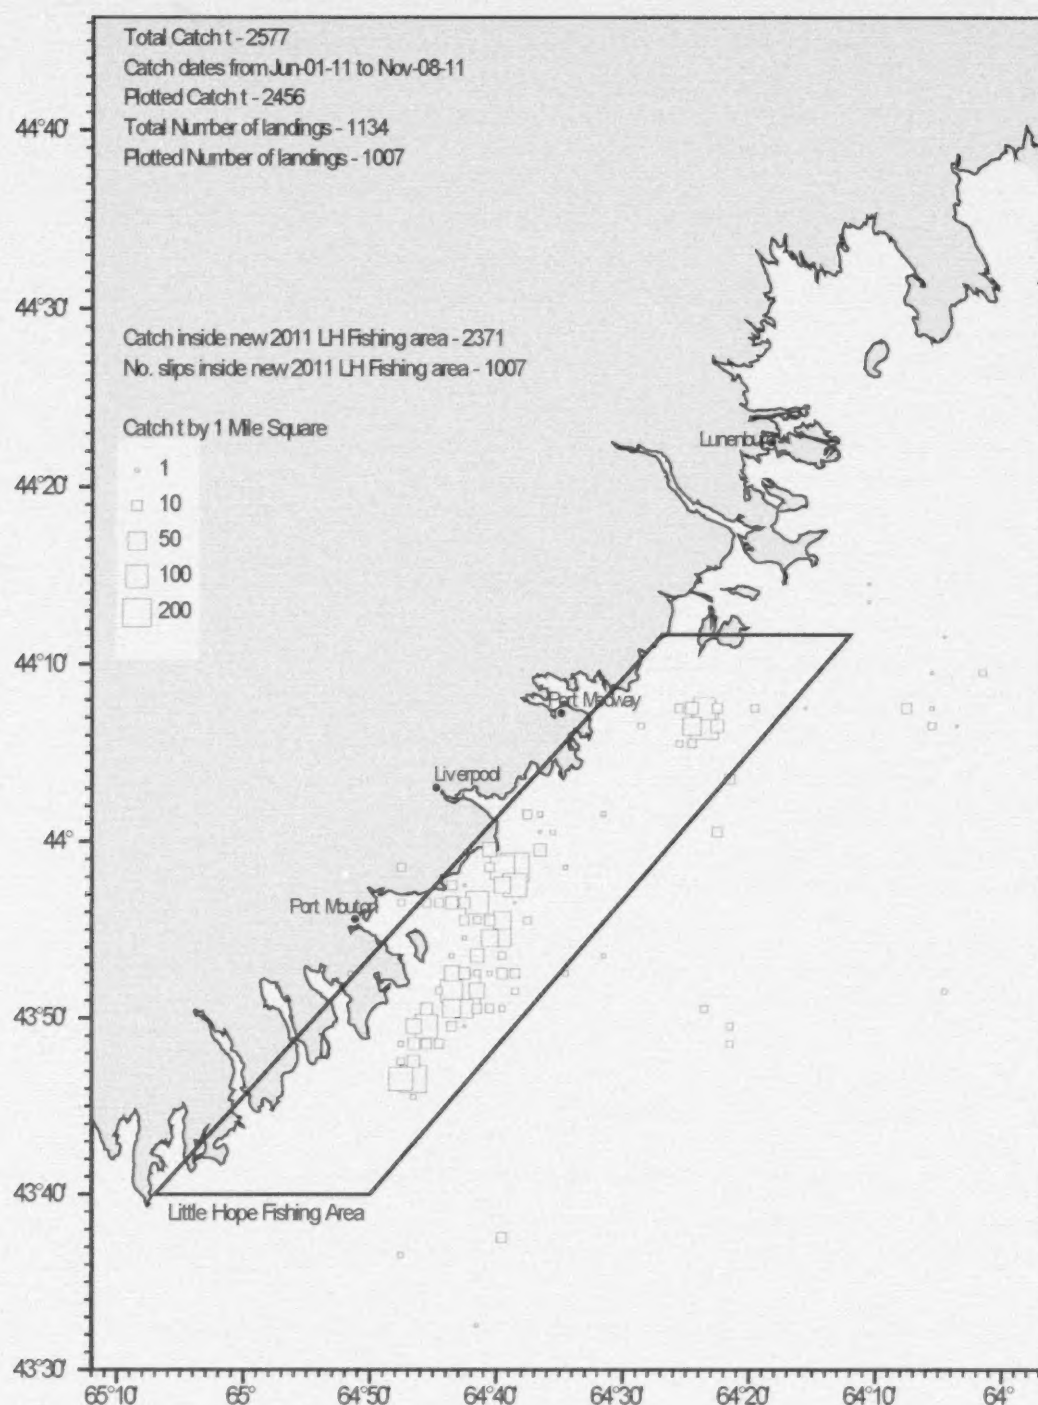 Total Catch t - 2577
Catch dates from Jun-01-11 to Nov-08-11
Plotted Catch t - 2456
Total Number of landings - 1134
Plotted Number of landings - 1007
44°40'
44°30'
Catch inside new 2011 LH Fishing area - 2371
No. slips inside new 2011 LH Fishing area - 1007
Catch t by 1 Mile Square
1
10
50
100
200
Lunenburg
44°20'
44°10'
Port Medway
Liverpool
44°
Port Mouton
43°50'
43°40'
Little Hope Fishing Area
43°30'
65°10' 65° 64°50' 64°40' 64°30' 64°20' 64°10' 64°